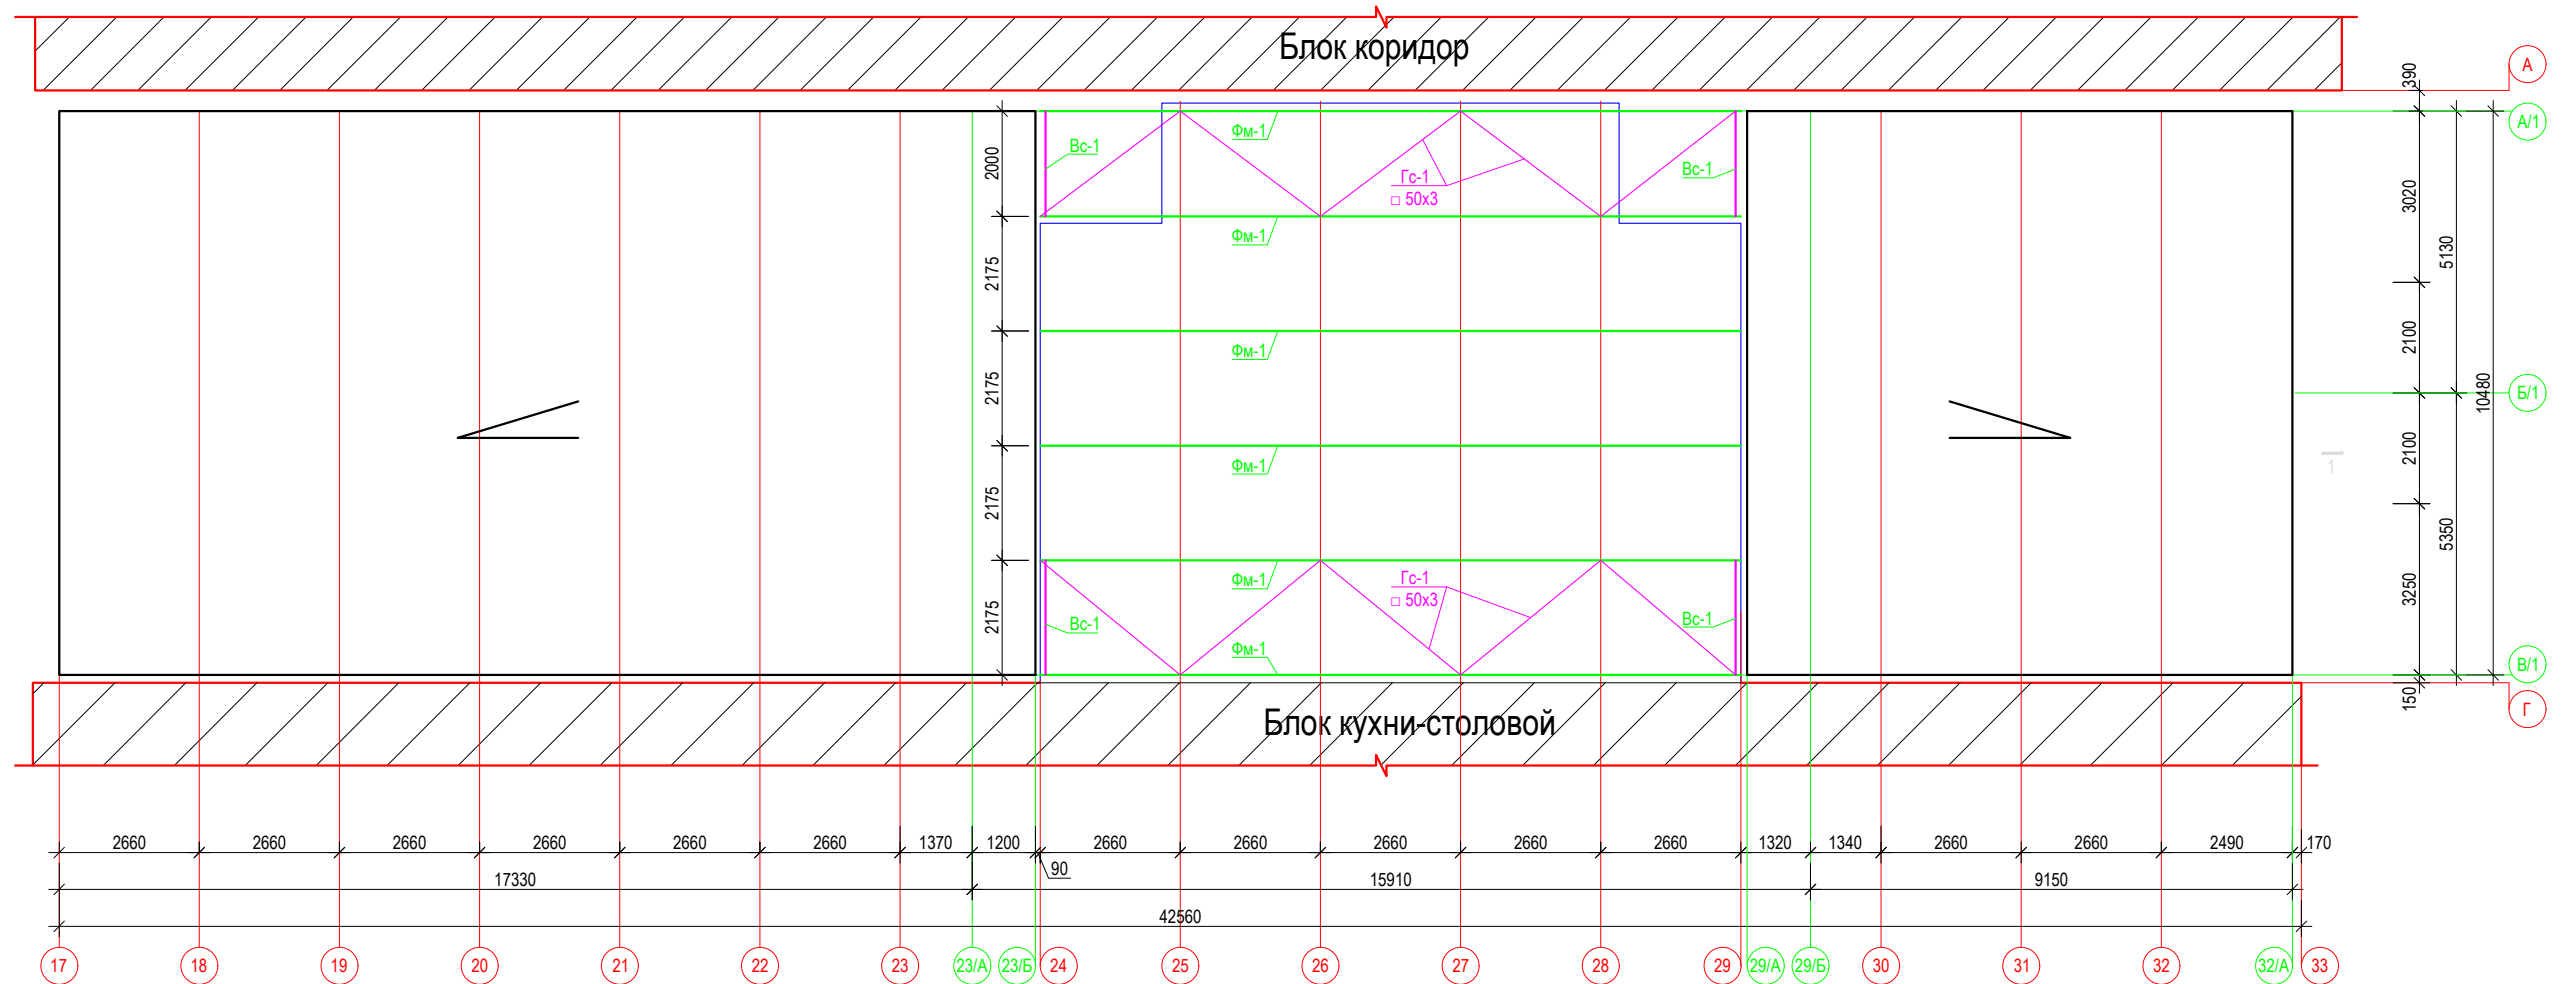 Блок коридор
А
390
А/1
Фм-1
Вс-1
Вс-1
2000
Гс-1
□ 50х3
3020
Фм-1
5130
2175
2100
Фм-1
2175
10480
Б/1
2100
Фм-1
1
2175
5350
Фм-1
Гс-1
□ 50х3
3250
2175
Вс-1
Вс-1
Фм-1
В/1
150
Г
Блок кухни-столовой
2660 2660 2660 2660 2660 2660 1370 1200 2660 2660 2660 2660 2660 1320 1340 2660 2660 2490 170
90
17330 15910 9150
42560
17 18 19 20 21 22 23 23/А 23/Б 24 25 26 27 28 29 29/А 29/Б 30 31 32 32/А 33